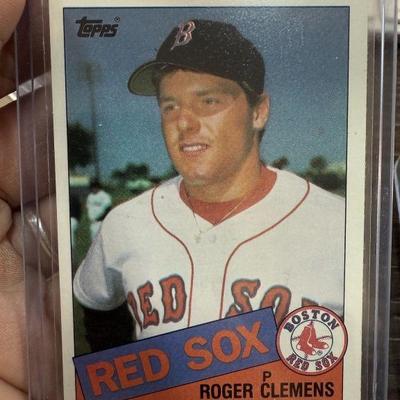 topps
B
RED SOX
RED SOX
BOSTON
RED SOX
P
ROGER CLEMENS